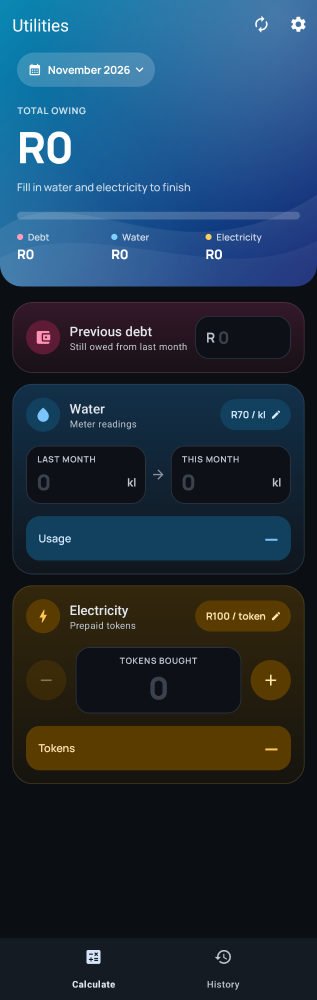 Utilities
November 2026
TOTAL OWING
R0
Fill in water and electricity to finish
Debt
Water
Electricity
R0
R0
R0
Previous debt
Still owed from last month
R 0
Water
Meter readings
R70 / kl
LAST MONTH
0 kl
THIS MONTH
0 kl
Usage —
Electricity
Prepaid tokens
R100 / token
−
TOKENS BOUGHT
0
+
Tokens —
Calculate
History